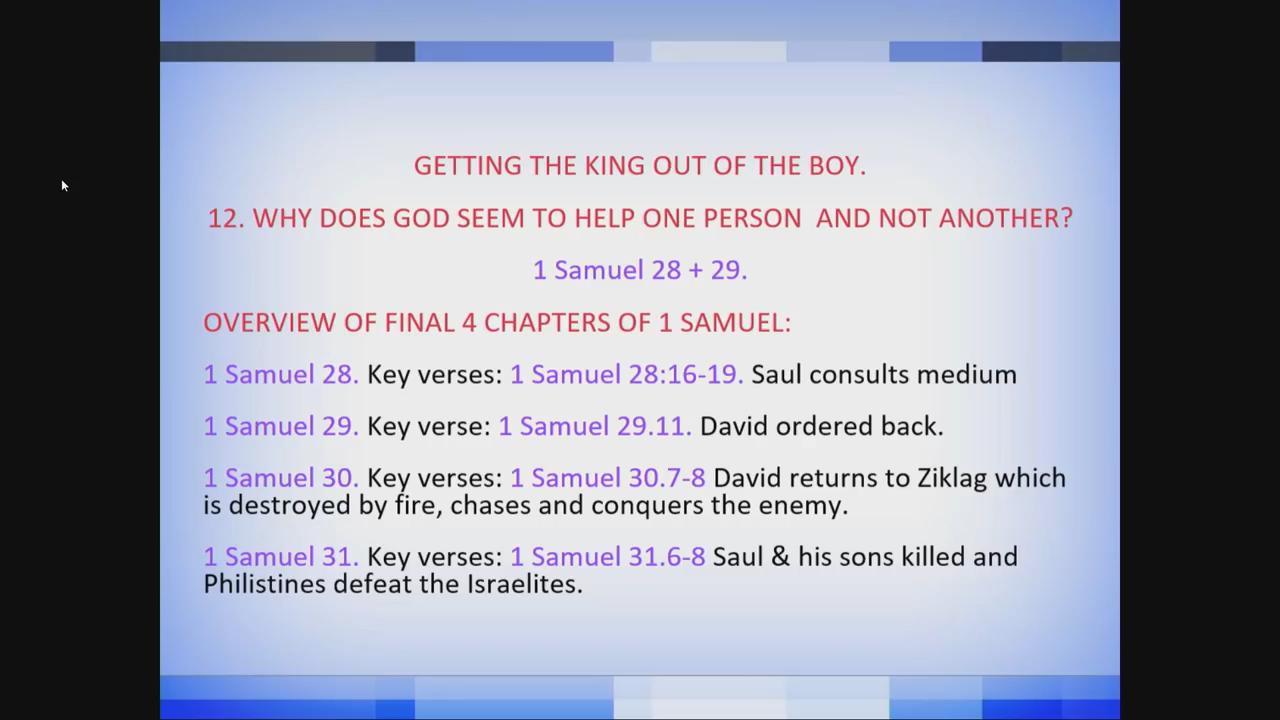 GETTING THE KING OUT OF THE BOY.
12. WHY DOES GOD SEEM TO HELP ONE PERSON  AND NOT ANOTHER?
1 Samuel 28 + 29.
OVERVIEW OF FINAL 4 CHAPTERS OF 1 SAMUEL:
1 Samuel 28. Key verses: 1 Samuel 28:16-19. Saul consults medium
1 Samuel 29. Key verse: 1 Samuel 29.11. David ordered back.
1 Samuel 30. Key verses: 1 Samuel 30.7-8 David returns to Ziklag which
is destroyed by fire, chases and conquers the enemy.
1 Samuel 31. Key verses: 1 Samuel 31.6-8 Saul & his sons killed and
Philistines defeat the Israelites.